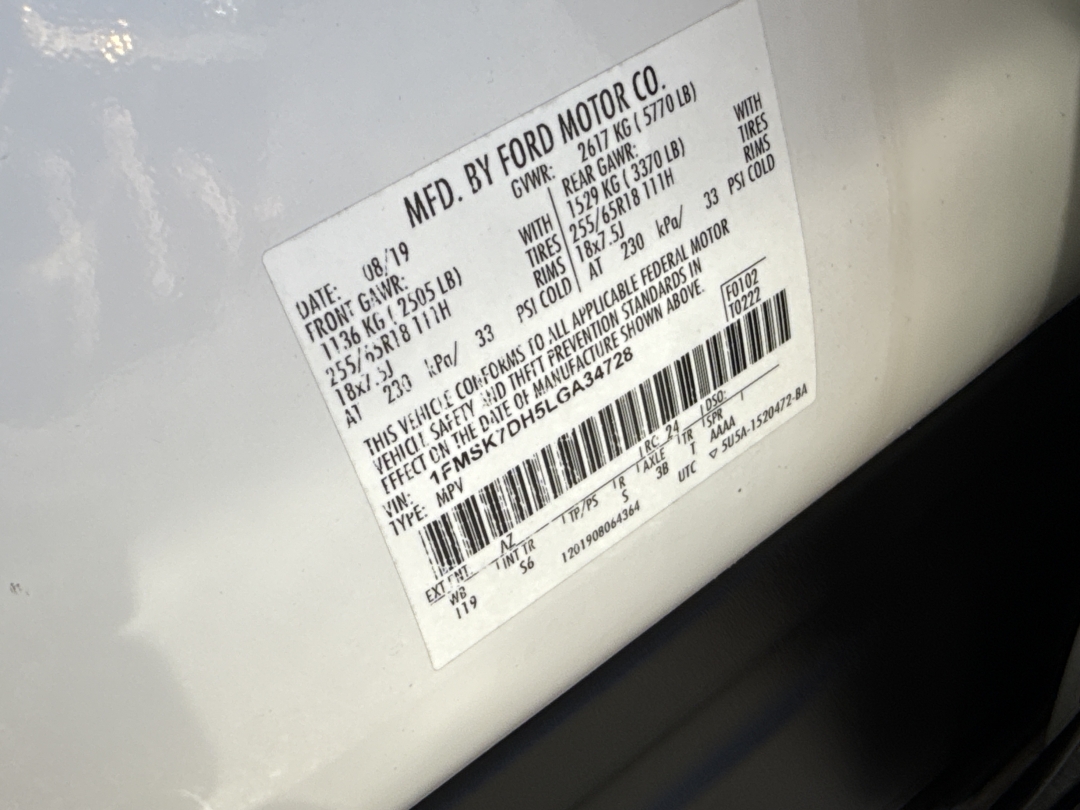 MFD. BY FORD MOTOR CO.
DATE: 08/19
GVWR: 2617 KG ( 5770 LB)
FRONT GAWR:
1136 KG ( 2505 LB) WITH
255/65R18 111H TIRES
18x7.5J RIMS
AT 230 kPa/ 33 PSI COLD
REAR GAWR:
1529 KG ( 3370 LB) WITH
255/65R18 111H TIRES
18x7.5J RIMS
AT 230 kPa/ 33 PSI COLD
THIS VEHICLE CONFORMS TO ALL APPLICABLE FEDERAL MOTOR
VEHICLE SAFETY AND THEFT PREVENTION STANDARDS IN
EFFECT ON THE DATE OF MANUFACTURE SHOWN ABOVE.
VIN: 1FMSK7DH5LGA34728
TYPE: MPV
F0102
T0222
EXT PNT: AZ RC: 24 DSO:
WB INT TR TP/PS R AXLE TR SPR
119 S6 S 3B T AAAA
1201908064364 UTC ▽ 5U5A-1520472-BA